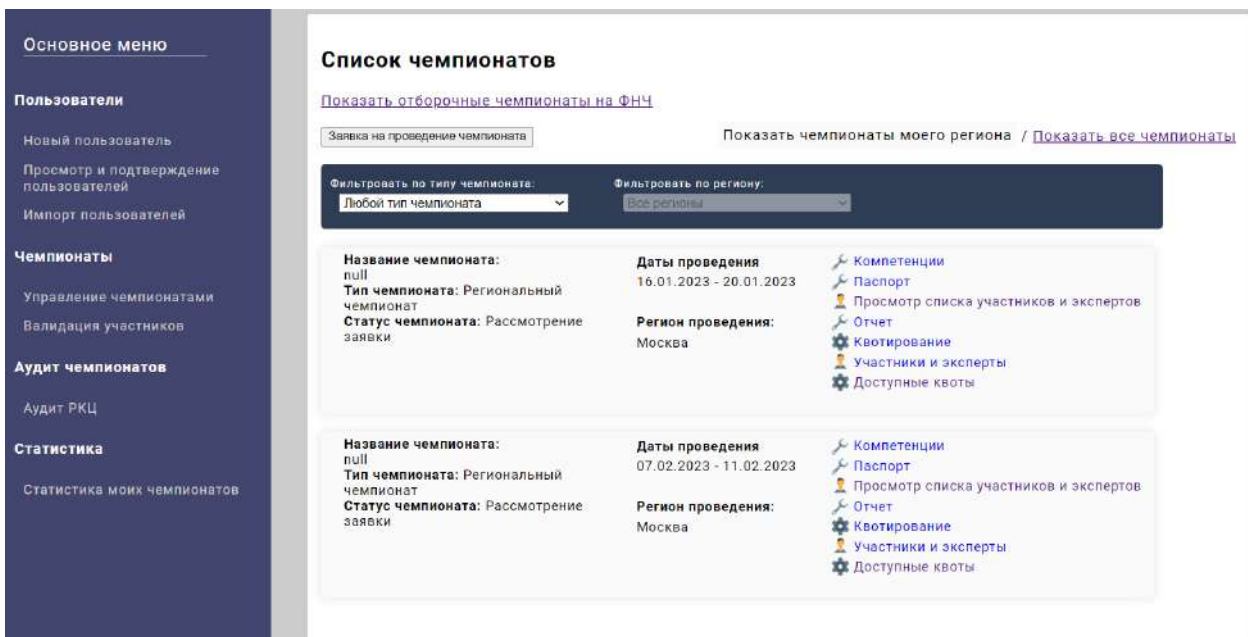 Основное меню
Пользователи
Новый пользователь
Просмотр и подтверждение
пользователей
Импорт пользователей
Чемпионаты
Управление чемпионатами
Валидация участников
Аудит чемпионатов
Аудит РКЦ
Статистика
Статистика моих чемпионатов
Список чемпионатов
Показать отборочные чемпионаты на ФНЧ
Заявка на проведение чемпионата
Показать чемпионаты моего региона / Показать все чемпионаты
Фильтровать по типу чемпионата:
Любой тип чемпионата
Фильтровать по региону:
Все регионы
Название чемпионата:
null
Тип чемпионата: Региональный
чемпионат
Статус чемпионата: Рассмотрение
заявки
Даты проведения
16.01.2023 - 20.01.2023
Регион проведения:
Москва
Компетенции
Паспорт
Просмотр списка участников и экспертов
Отчет
Квотирование
Участники и эксперты
Доступные квоты
Название чемпионата:
null
Тип чемпионата: Региональный
чемпионат
Статус чемпионата: Рассмотрение
заявки
Даты проведения
07.02.2023 - 11.02.2023
Регион проведения:
Москва
Компетенции
Паспорт
Просмотр списка участников и экспертов
Отчет
Квотирование
Участники и эксперты
Доступные квоты